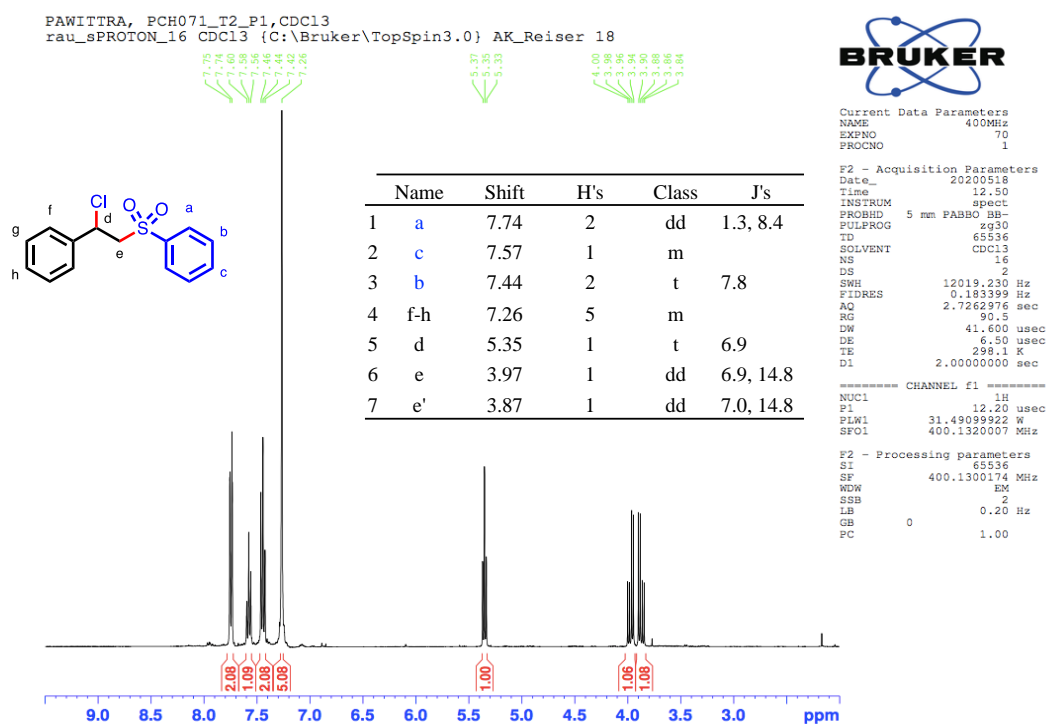 PAWITTRA, PCH071_T2_P1,CDCl3
rau_sPROTON_16 CDCl3 {C:\Bruker\TopSpin3.0} AK_Reiser 18
7.75
7.74
7.60
7.58
7.56
7.46
7.44
7.42
7.26
5.37
5.35
5.33
4.00
3.98
3.96
3.94
3.90
3.88
3.86
3.84
BRUKER
Current Data Parameters
NAME 400MHz
EXPNO 70
PROCNO 1
F2 - Acquisition Parameters
Date_ 20200518
Time 12.50
INSTRUM spect
PROBHD 5 mm PABBO BB-
PULPROG zg30
TD 65536
SOLVENT CDCl3
NS 16
DS 2
SWH 12019.230 Hz
FIDRES 0.183399 Hz
AQ 2.7262976 sec
RG 90.5
DW 41.600 usec
DE 6.50 usec
TE 298.1 K
D1 2.00000000 sec
======== CHANNEL f1 ========
NUC1 1H
P1 12.20 usec
PLW1 31.49099922 W
SFO1 400.1320007 MHz
F2 - Processing parameters
SI 65536
SF 400.1300174 MHz
WDW EM
SSB 2
LB 0.20 Hz
GB 0
PC 1.00
Cl
d
e
O O
S
a
b
c
f
g
h
Name Shift H's Class J's
1 a 7.74 2 dd 1.3, 8.4
2 c 7.57 1 m
3 b 7.44 2 t 7.8
4 f-h 7.26 5 m
5 d 5.35 1 t 6.9
6 e 3.97 1 dd 6.9, 14.8
7 e' 3.87 1 dd 7.0, 14.8
2.08
1.09
2.08
5.08
1.00
1.06
1.08
9.0 8.5 8.0 7.5 7.0 6.5 6.0 5.5 5.0 4.5 4.0 3.5 3.0 ppm